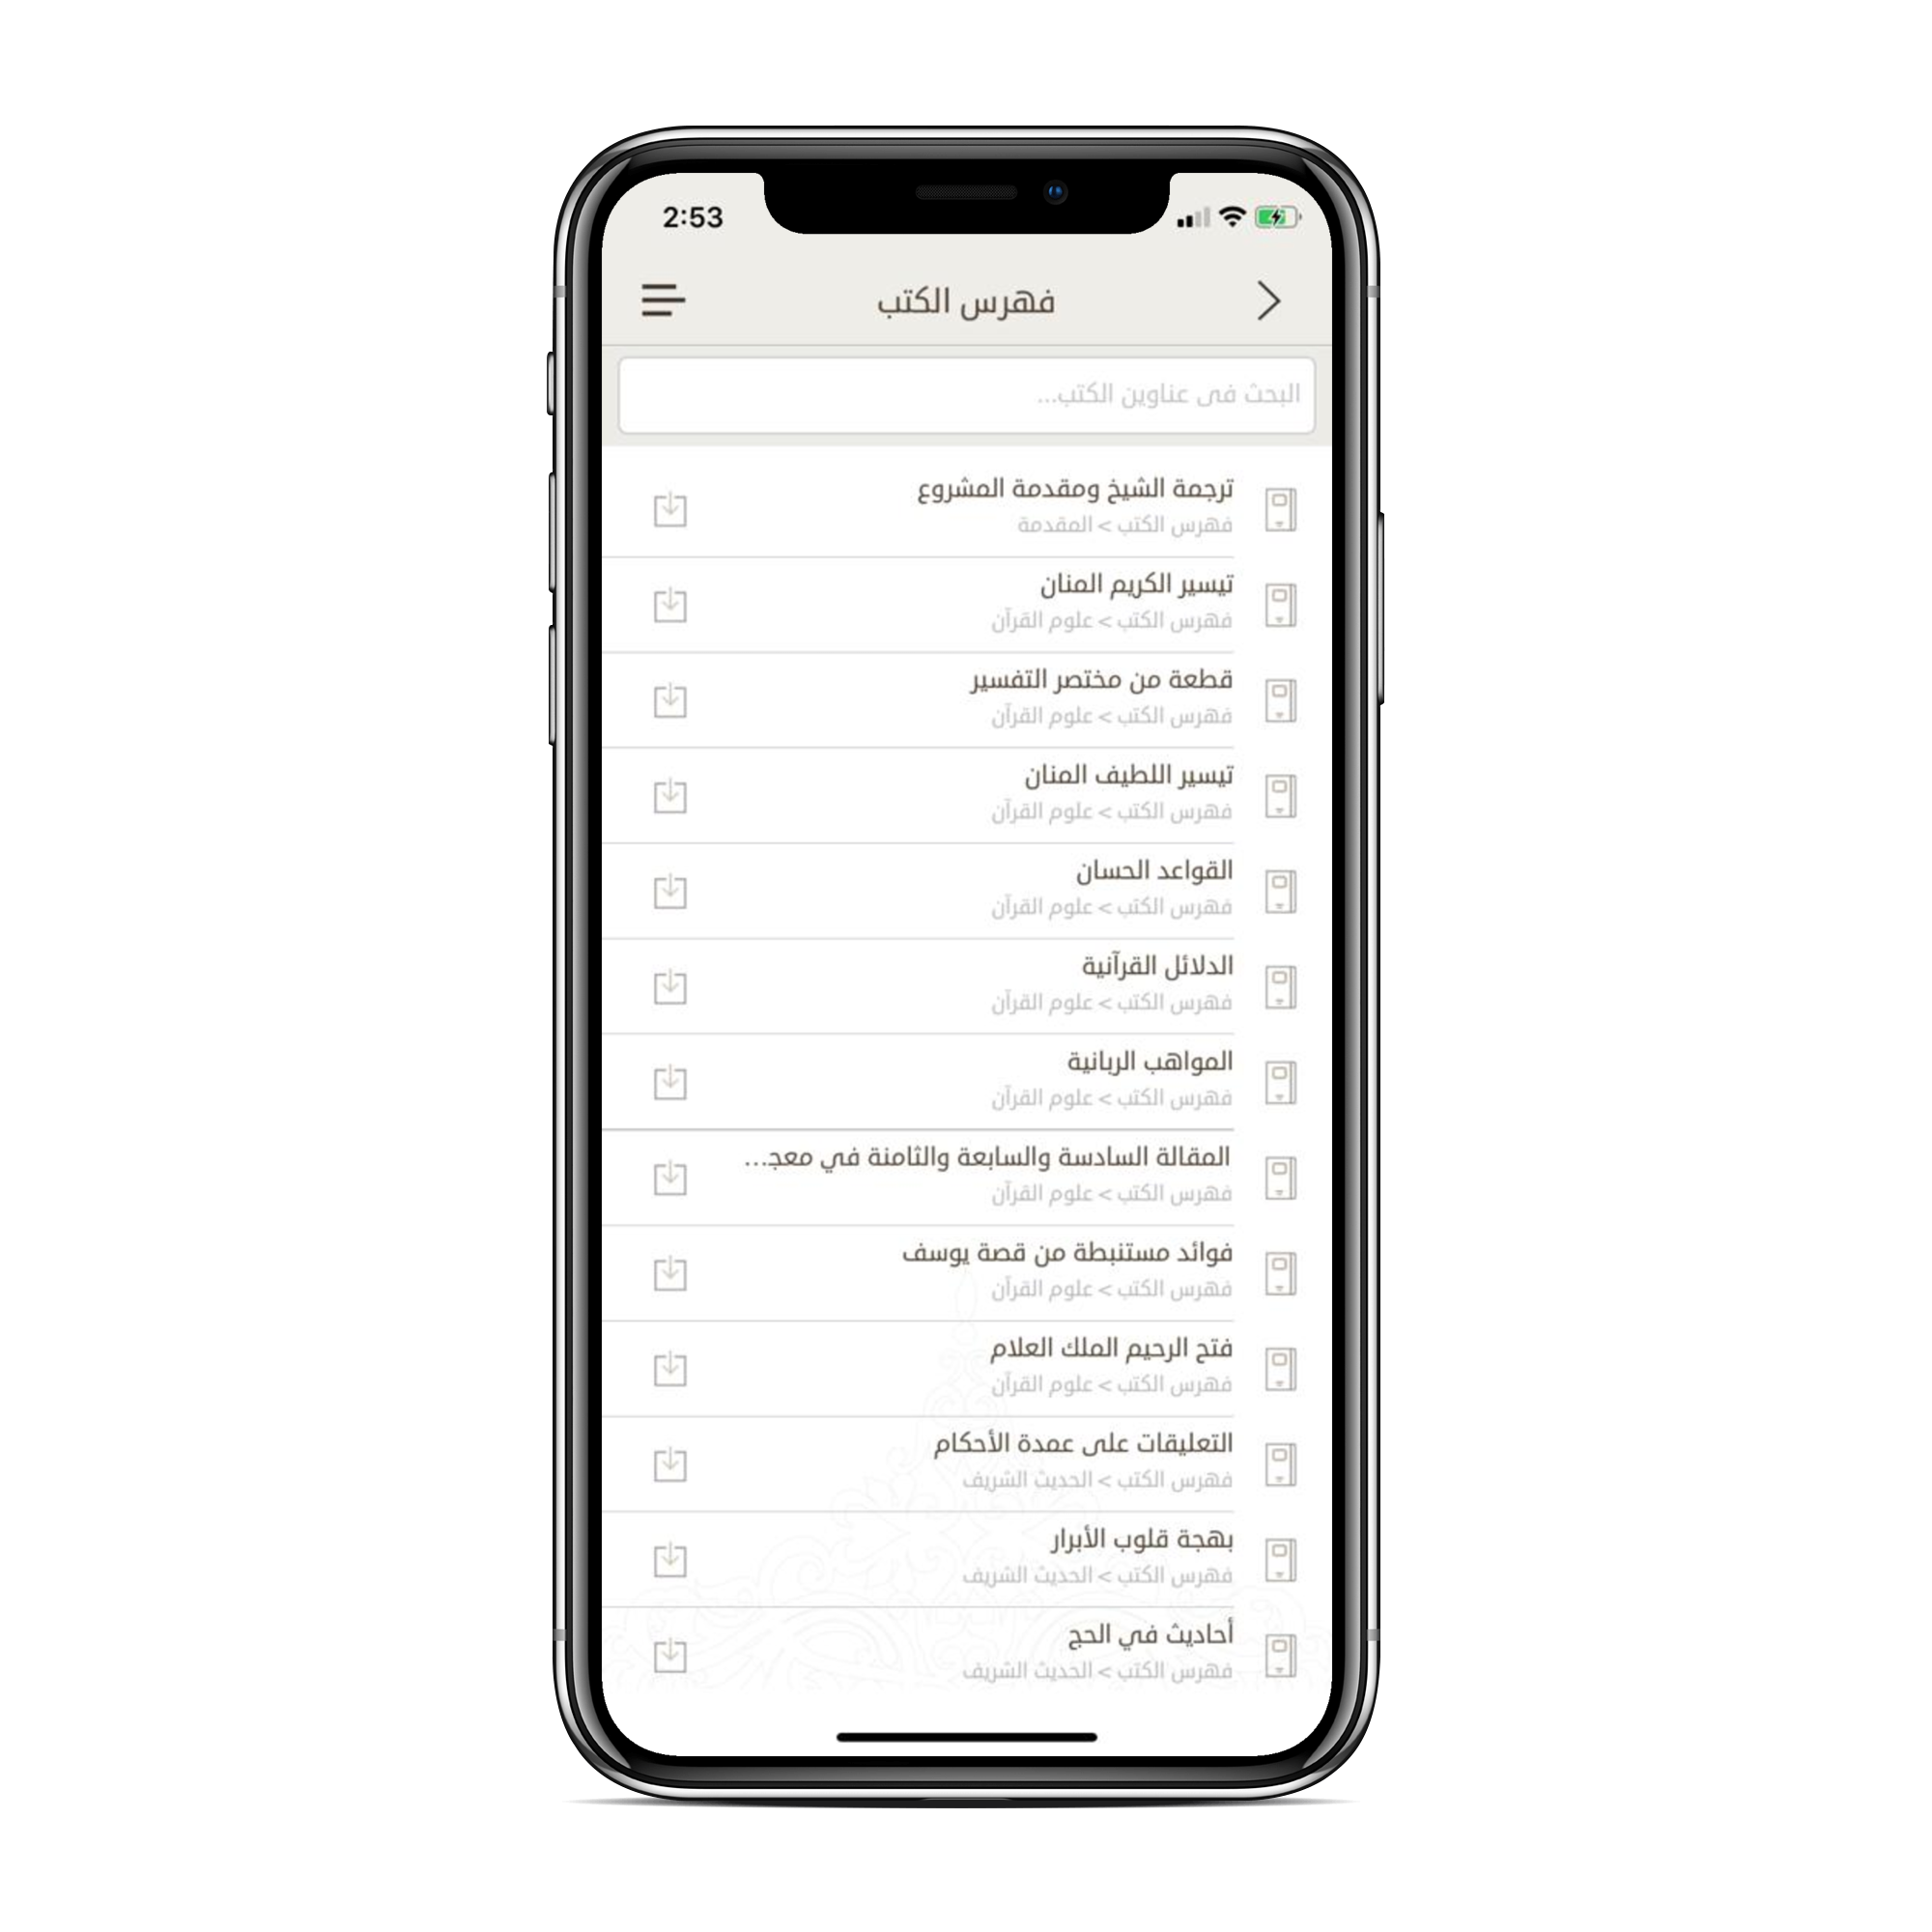 2:53
فهرس الكتب
البحث فى عناوين الكتب...
ترجمة الشيخ ومقدمة المشروع
فهرس الكتب > المقدمة
تيسير الكريم المنان
فهرس الكتب > علوم القرآن
قطعة من مختصر التفسير
فهرس الكتب > علوم القرآن
تيسير اللطيف المنان
فهرس الكتب > علوم القرآن
القواعد الحسان
فهرس الكتب > علوم القرآن
الدلائل القرآنية
فهرس الكتب > علوم القرآن
المواهب الربانية
فهرس الكتب > علوم القرآن
المقالة السادسة والسابعة والثامنة في معجـ...
فهرس الكتب > علوم القرآن
فوائد مستنبطة من قصة يوسف
فهرس الكتب > علوم القرآن
فتح الرحيم الملك العلام
فهرس الكتب > علوم القرآن
التعليقات على عمدة الأحكام
فهرس الكتب > الحديث الشريف
بهجة قلوب الأبرار
فهرس الكتب > الحديث الشريف
أحاديث في الحج
فهرس الكتب > الحديث الشريف